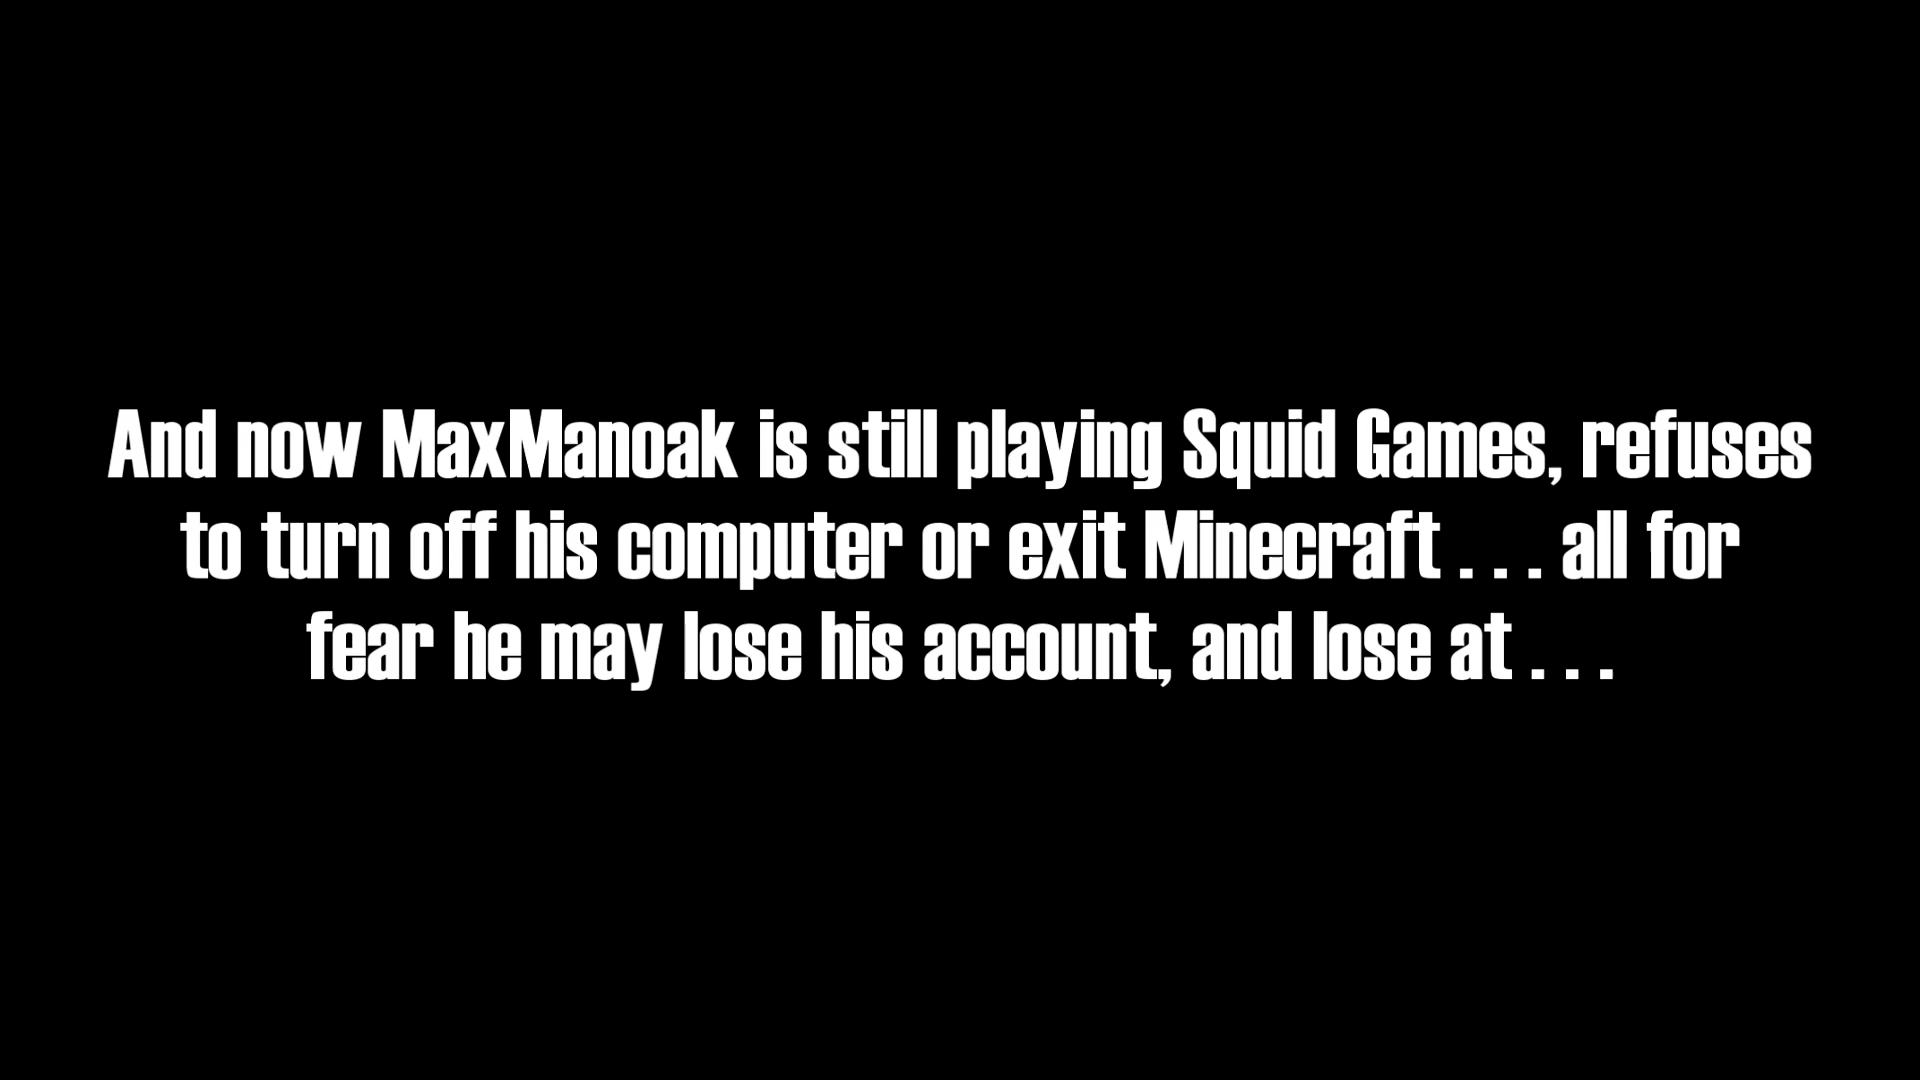 And now MaxManoak is still playing Squid Games, refuses
to turn off his computer or exit Minecraft . . . all for
fear he may lose his account, and lose at . . .